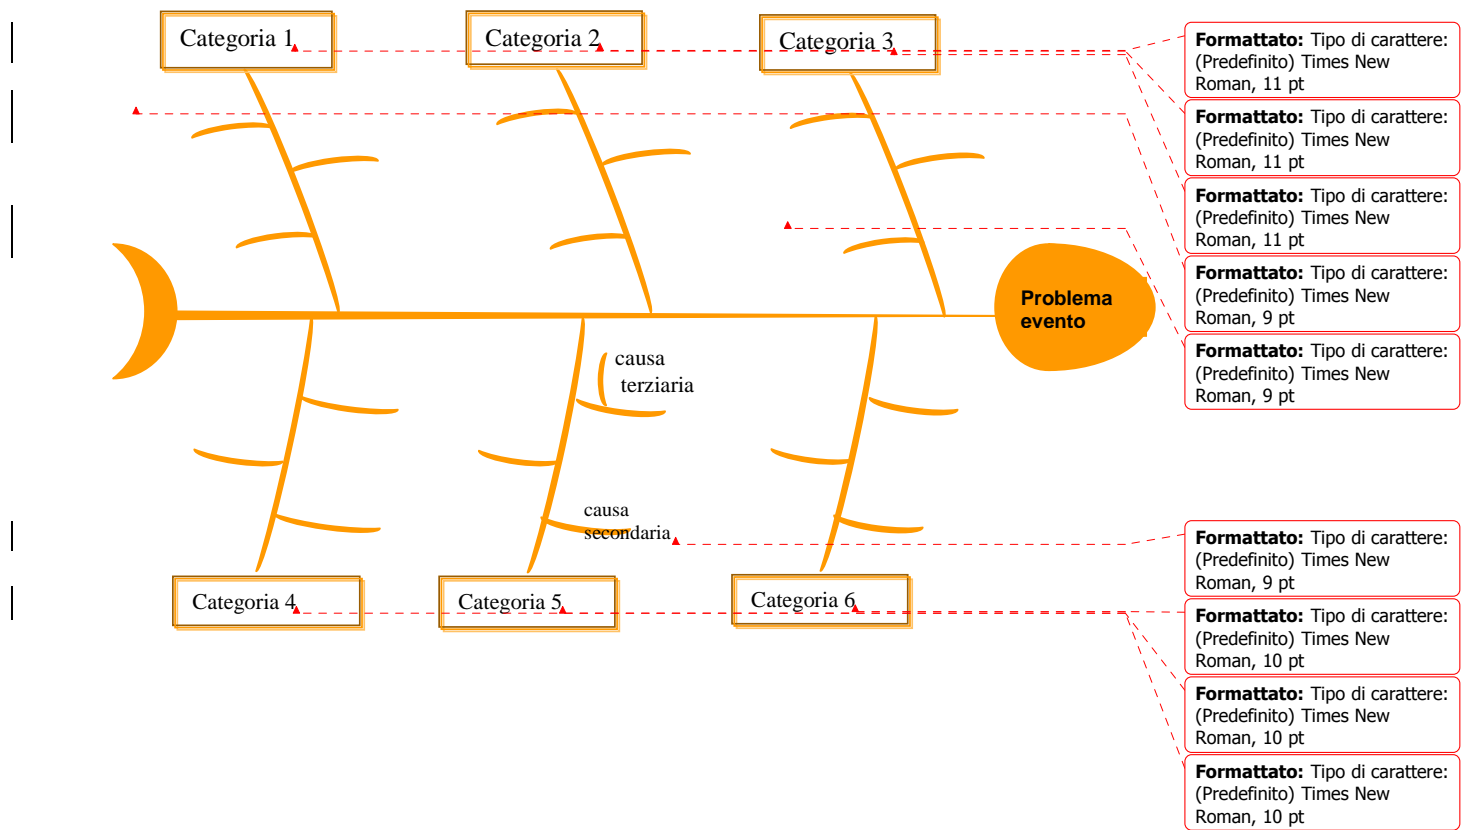 Categoria 1
Categoria 2
Categoria 3
Problema
evento
causa
terziaria
causa
secondaria
Categoria 4
Categoria 5
Categoria 6
Formattato: Tipo di carattere:
(Predefinito) Times New
Roman, 11 pt
Formattato: Tipo di carattere:
(Predefinito) Times New
Roman, 11 pt
Formattato: Tipo di carattere:
(Predefinito) Times New
Roman, 11 pt
Formattato: Tipo di carattere:
(Predefinito) Times New
Roman, 9 pt
Formattato: Tipo di carattere:
(Predefinito) Times New
Roman, 9 pt
Formattato: Tipo di carattere:
(Predefinito) Times New
Roman, 9 pt
Formattato: Tipo di carattere:
(Predefinito) Times New
Roman, 10 pt
Formattato: Tipo di carattere:
(Predefinito) Times New
Roman, 10 pt
Formattato: Tipo di carattere:
(Predefinito) Times New
Roman, 10 pt